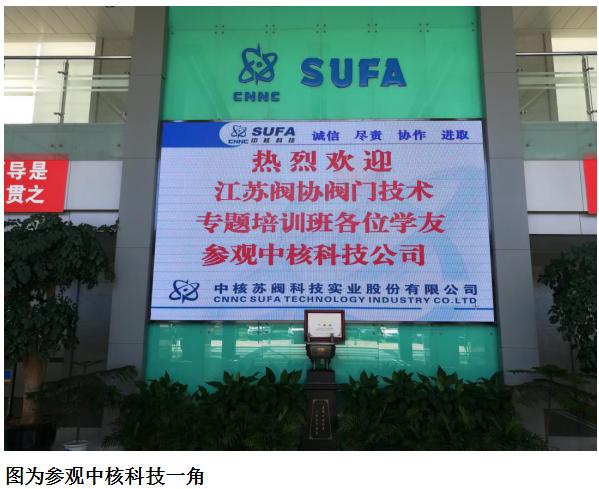 CNNC
SUFA
CNNC
SUFA
中核科技
诚信 尽责 协作 进取
热烈欢迎
江苏阀协阀门技术
专题培训班各位学友
参观中核科技公司
中核苏阀科技实业股份有限公司
CNNC SUFA TECHNOLOGY INDUSTRY CO.LTD
导是
贯之
图为参观中核科技一角